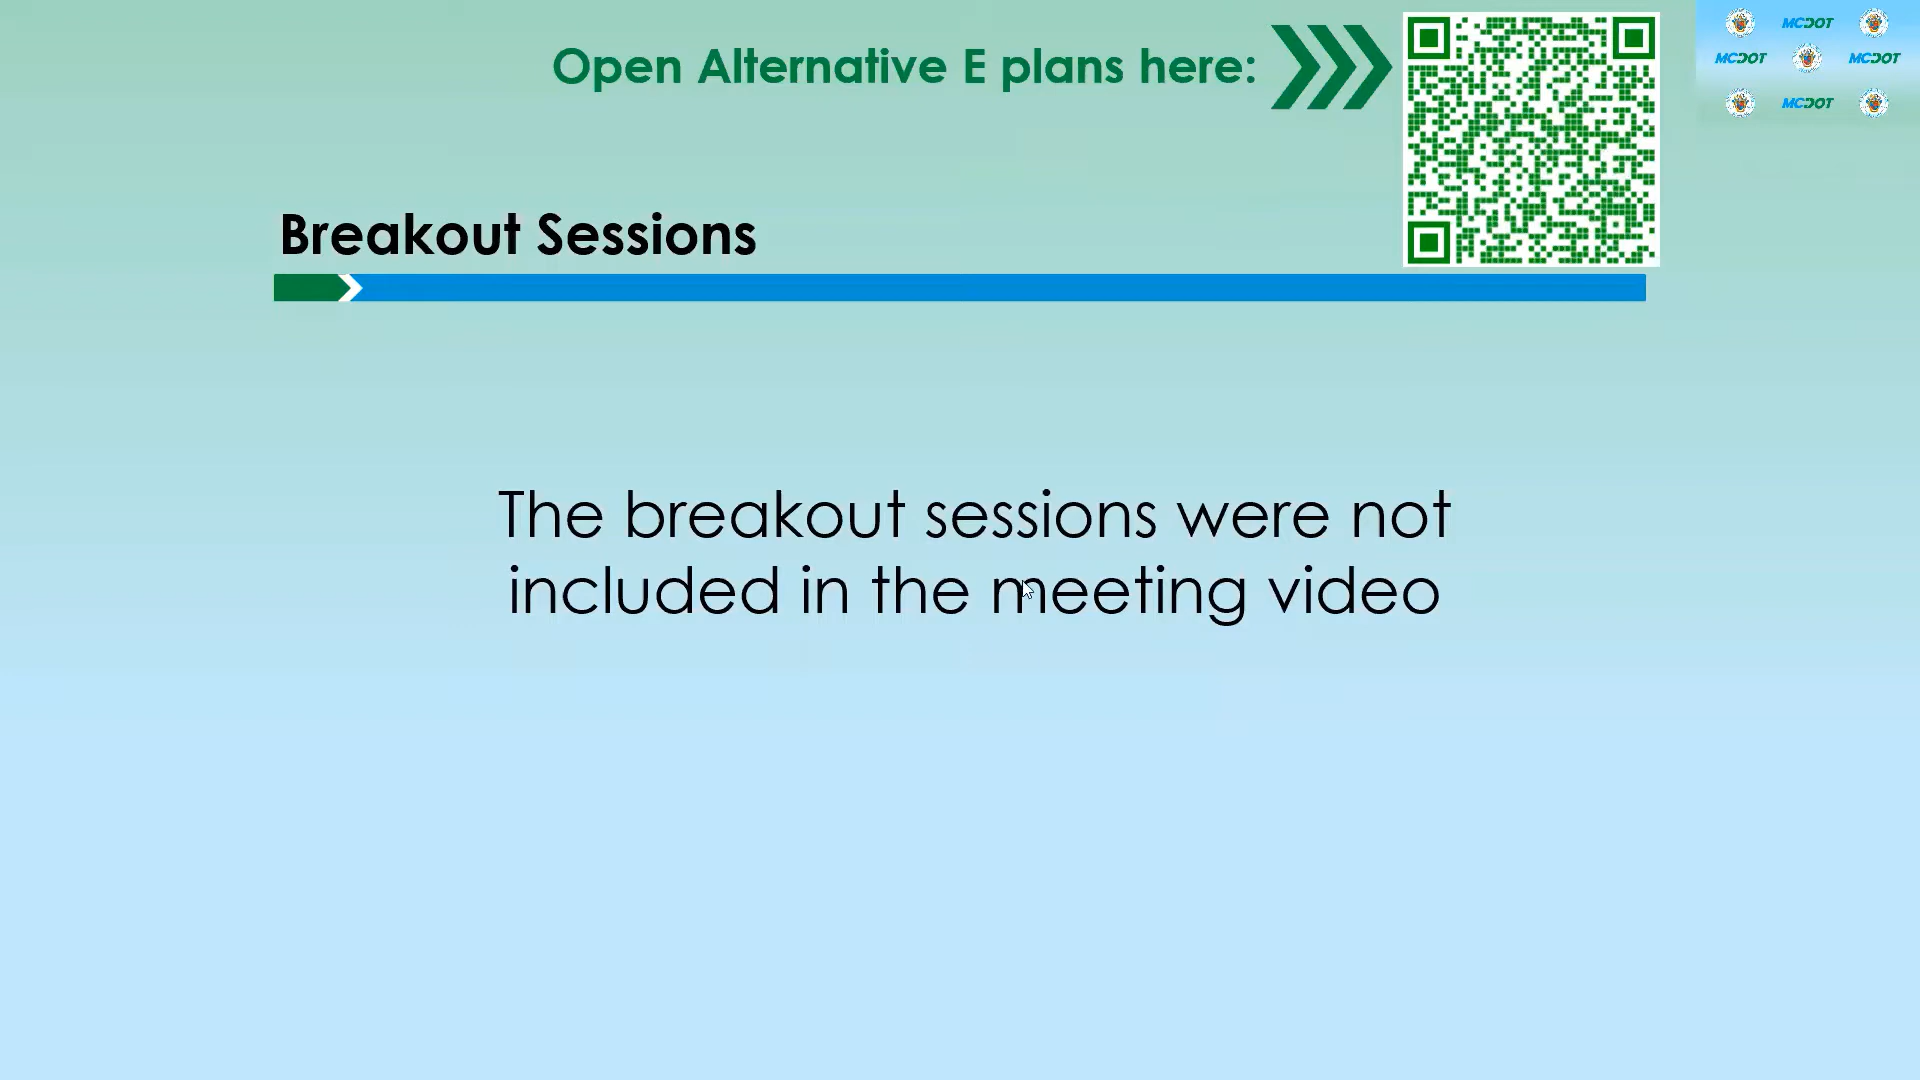 Open Alternative E plans here:
MCDOT
MCDOT MCDOT
MCDOT
Breakout Sessions
The breakout sessions were not
included in the meeting video